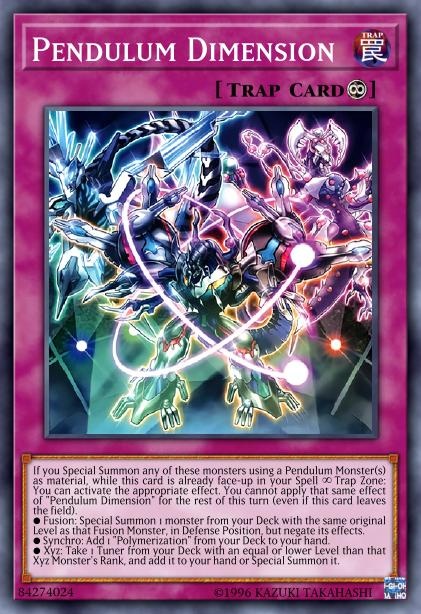 PENDULUM DIMENSION
TRAP
罠
[TRAP CARD∞]
If you Special Summon any of these monsters using a Pendulum Monster(s)
as material, while this card is already face-up in your Spell ∞ Trap Zone:
You can activate the appropriate effect. You cannot apply that same effect
of "Pendulum Dimension" for the rest of this turn (even if this card leaves
the field).
● Fusion: Special Summon 1 monster from your Deck with the same original
Level as that Fusion Monster, in Defense Position, but negate its effects.
● Synchro: Add 1 "Polymerization" from your Deck to your hand.
● Xyz: Take 1 Tuner from your Deck with an equal or lower Level than that
Xyz Monster's Rank, and add it to your hand or Special Summon it.
84274024
©1996 KAZUKI TAKAHASHI